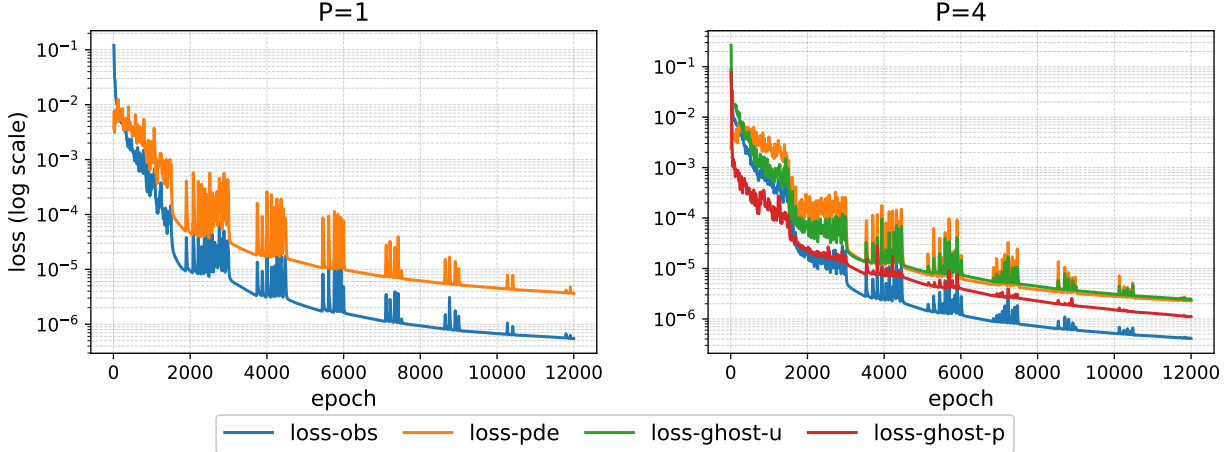 P=1
P=4
loss (log scale)
10⁻¹
10⁻²
10⁻³
10⁻⁴
10⁻⁵
10⁻⁶
0 2000 4000 6000 8000 10000 12000
epoch
10⁻¹
10⁻²
10⁻³
10⁻⁴
10⁻⁵
10⁻⁶
0 2000 4000 6000 8000 10000 12000
epoch
loss-obs loss-pde loss-ghost-u loss-ghost-p